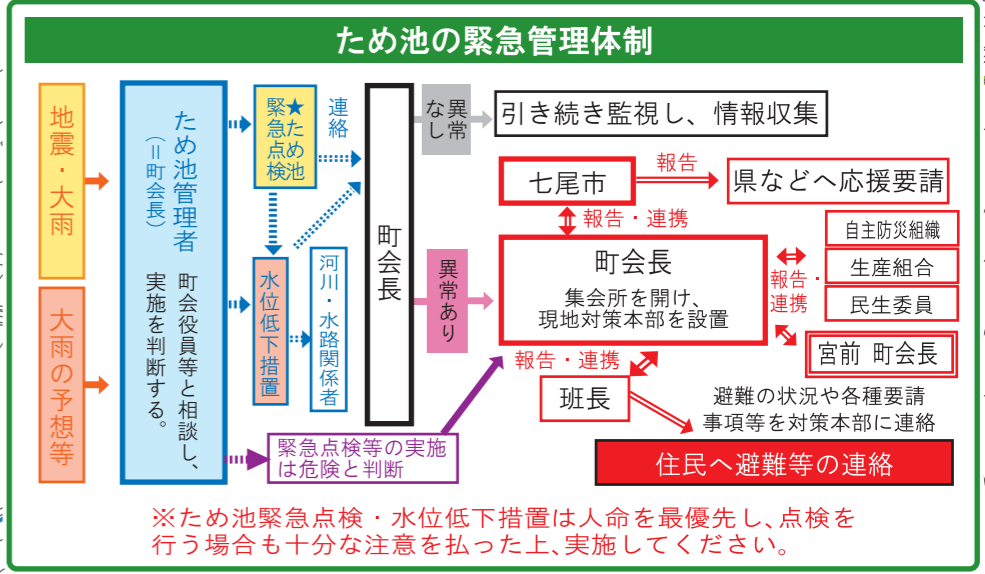 ため池の緊急管理体制
地震・大雨
大雨の予想等
ため池管理者
(＝町会長)
町会役員等と相談し、
実施を判断する。
★ため池
緊急点検
連絡
水位低下措置
河川・水路関係者
緊急点検等の実施
は危険と判断
町会長
異常
なし
引き続き監視し、情報収集
異常あり
七尾市
報告
県などへ応援要請
報告・連携
町会長
集会所を開け、
現地対策本部を設置
報告・
連携
自主防災組織
生産組合
民生委員
宮前 町会長
報告・連携
班長
避難の状況や各種要請
事項等を対策本部に連絡
住民へ避難等の連絡
※ため池緊急点検・水位低下措置は人命を最優先し、点検を
行う場合も十分な注意を払った上、実施してください。